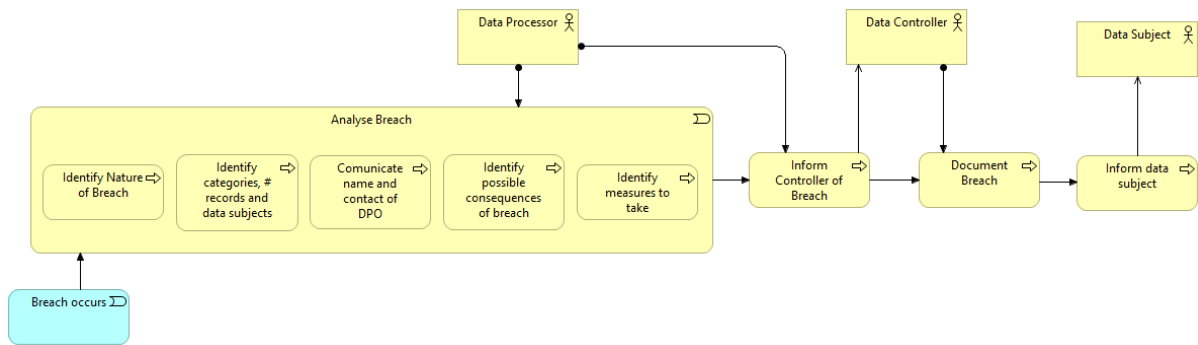 Data Processor
Data Controller
Data Subject
Analyse Breach
Identify Nature
of Breach
Identify
categories, #
records and
data subjects
Comunicate
name and
contact of
DPO
Identify
possible
consequences
of breach
Identify
measures to
take
Inform
Controller of
Breach
Document
Breach
Inform data
subject
Breach occurs